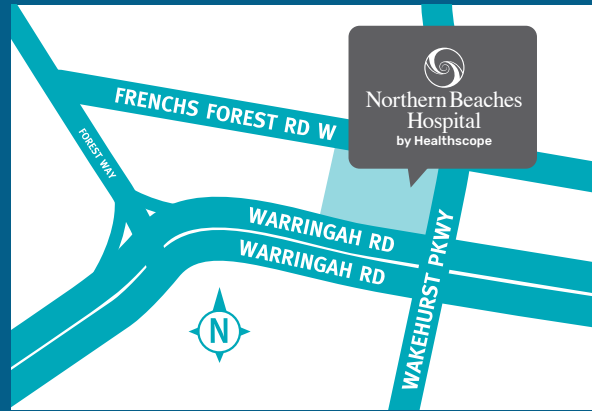 Northern Beaches
Hospital
by Healthscope
FRENCHS FOREST RD W
FOREST WAY
WARRINGAH RD
WARRINGAH RD
WAKEHURST PKWY
N